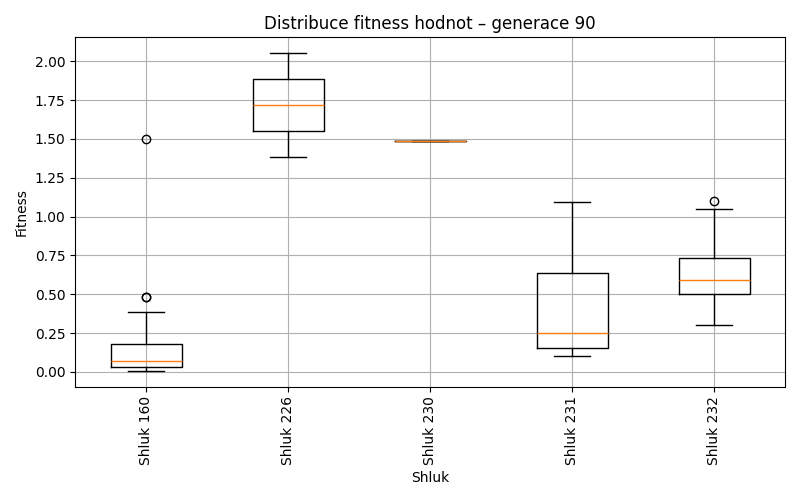 Distribuce fitness hodnot – generace 90
Fitness
2.00
1.75
1.50
1.25
1.00
0.75
0.50
0.25
0.00
Shluk 160
Shluk 226
Shluk 230
Shluk 231
Shluk 232
Shluk